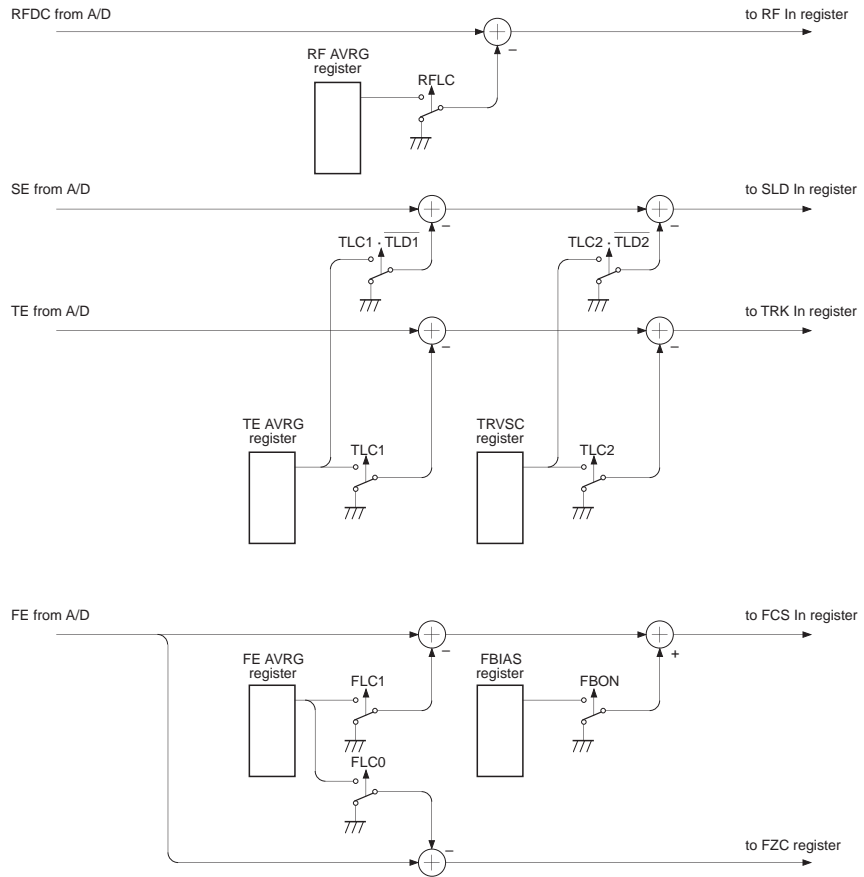 RFDC from A/D
to RF In register
RF AVRG
register
RFLC
−
SE from A/D
to SLD In register
TLC1 · T̅L̅D̅1̅
−
TLC2 · T̅L̅D̅2̅
−
TE from A/D
to TRK In register
−
−
TE AVRG
register
TLC1
TRVSC
register
TLC2
FE from A/D
to FCS In register
−
+
FE AVRG
register
FLC1
FBIAS
register
FBON
FLC0
−
to FZC register